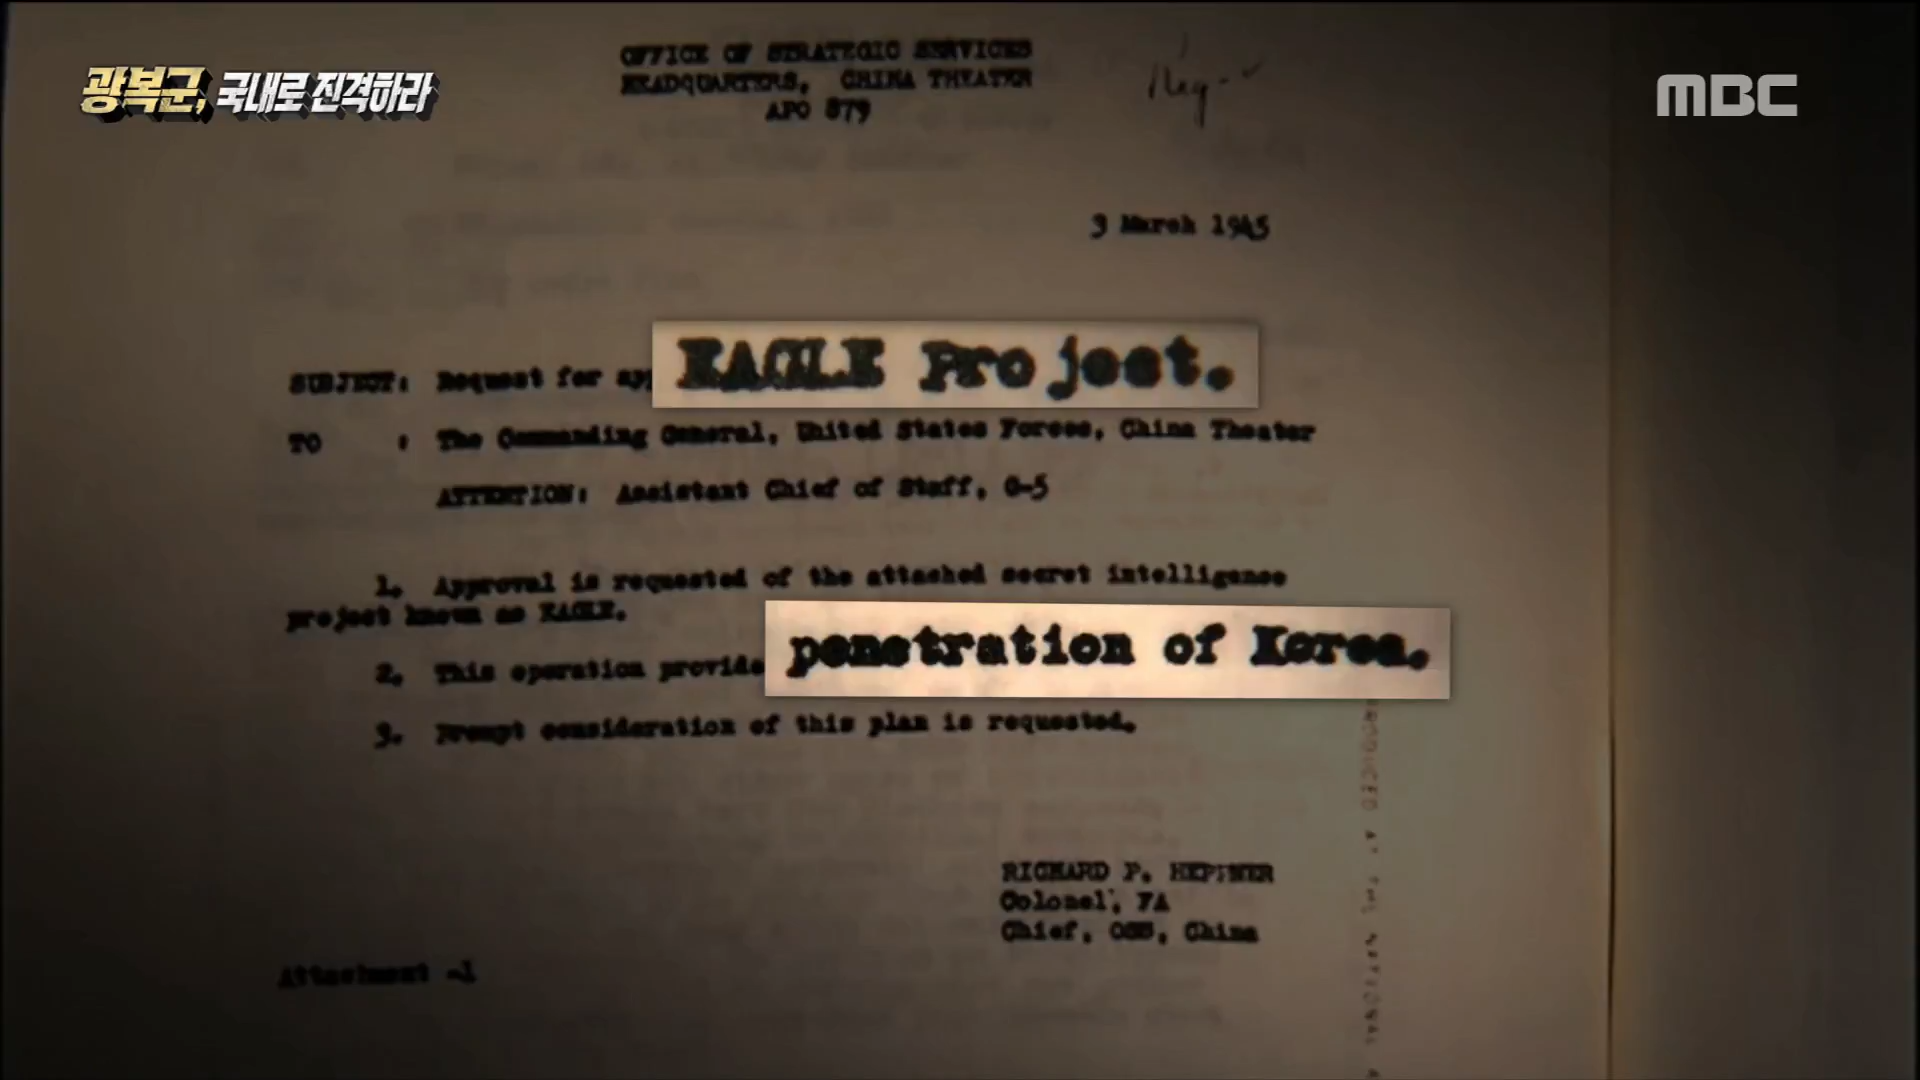 광복군, 국내로 진격하라
MBC
OFFICE OF STRATEGIC SERVICES
HEADQUARTERS, CHINA THEATER
APO 879
3 March 1945
SUBJECT: Request for
EAGLE Project.
TO : The Commanding General, United States Forces, China Theater
ATTENTION: Assistant Chief of Staff, G-5
1. Approval is requested of the attached secret intelligence
project known as EAGLE.
2. This operation provide
penetration of Korea.
3. Prompt consideration of this plan is requested.
RICHARD P. HEPPNER
Colonel, FA
Chief, OSS, China
Attachment -1